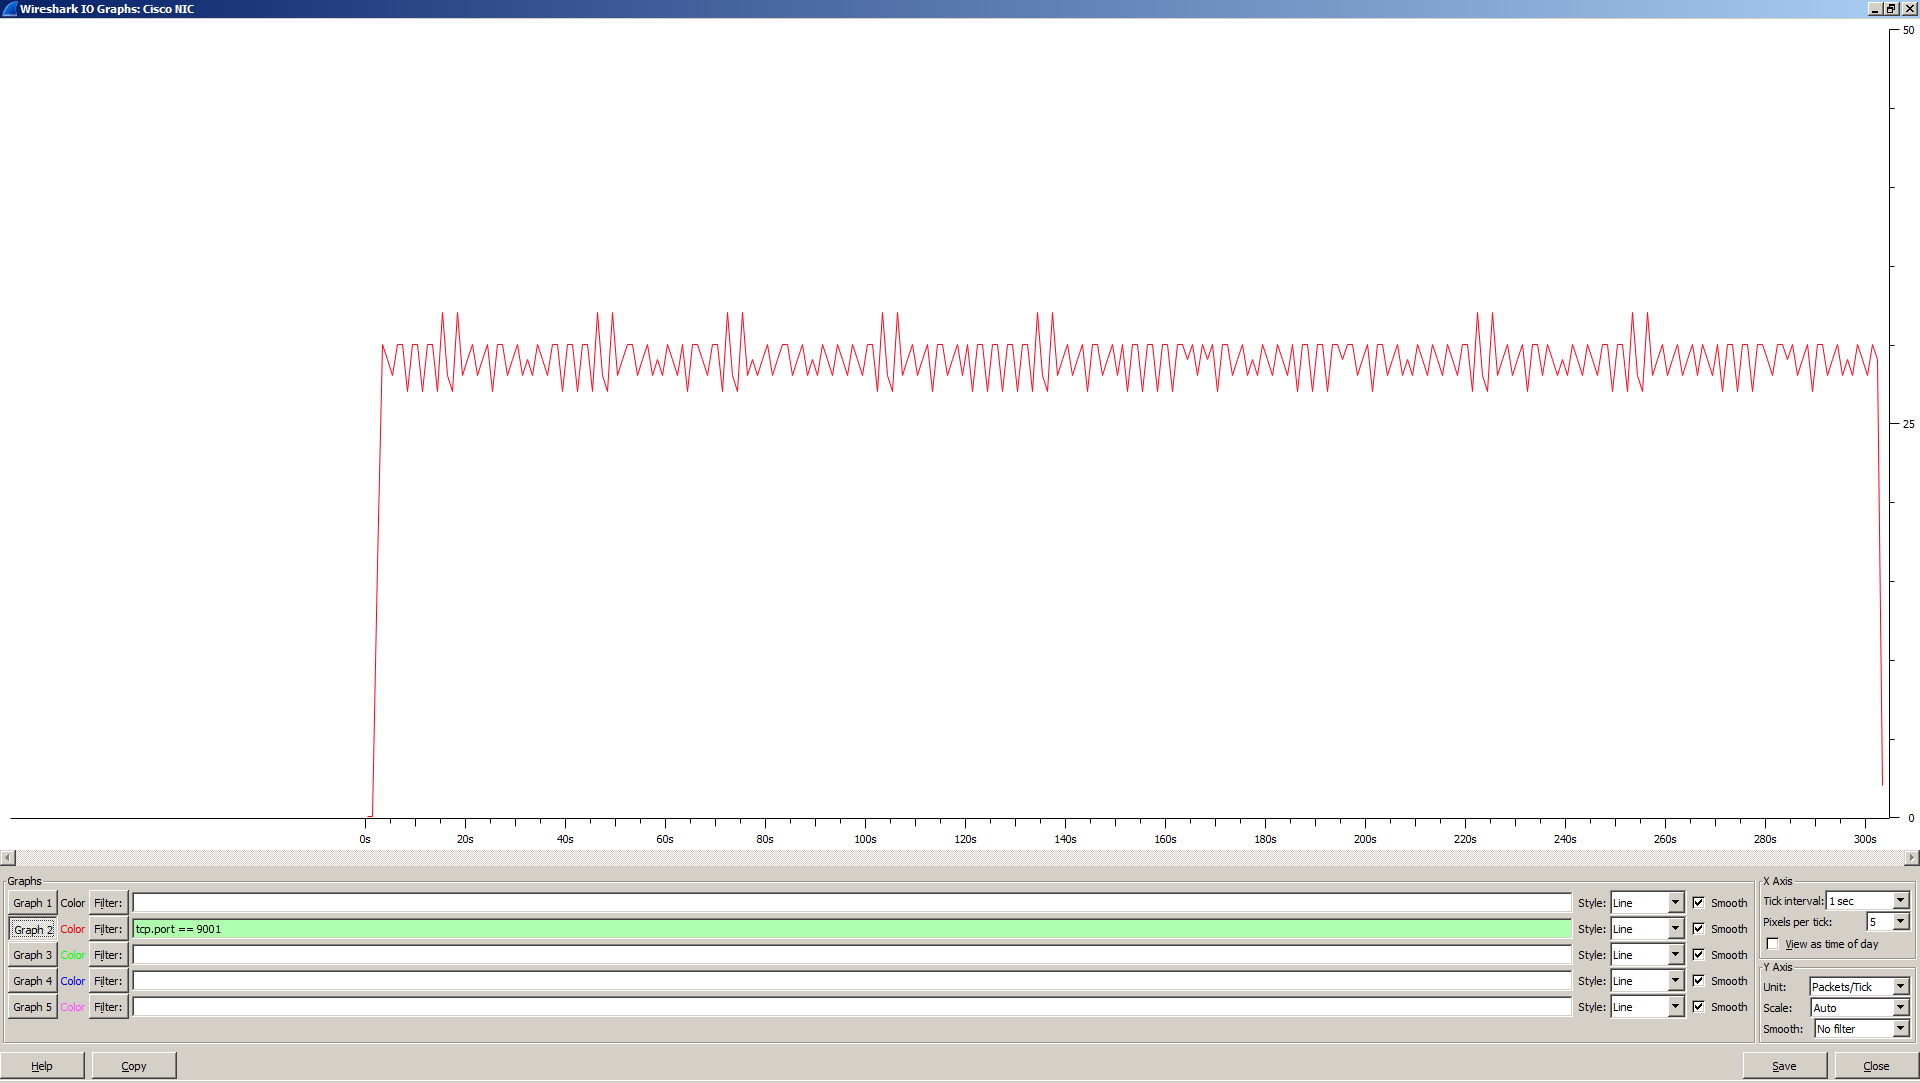 Wireshark IO Graphs: Cisco NIC
50
25
0
0s 20s 40s 60s 80s 100s 120s 140s 160s 180s 200s 220s 240s 260s 280s 300s
Graphs
Graph 1 Color Filter: Style: Line Smooth
Graph 2 Color Filter: tcp.port == 9001 Style: Line Smooth
Graph 3 Color Filter: Style: Line Smooth
Graph 4 Color Filter: Style: Line Smooth
Graph 5 Color Filter: Style: Line Smooth
X Axis
Tick interval: 1 sec
Pixels per tick: 5
View as time of day
Y Axis
Unit: Packets/Tick
Scale: Auto
Smooth: No filter
Help Copy Save Close